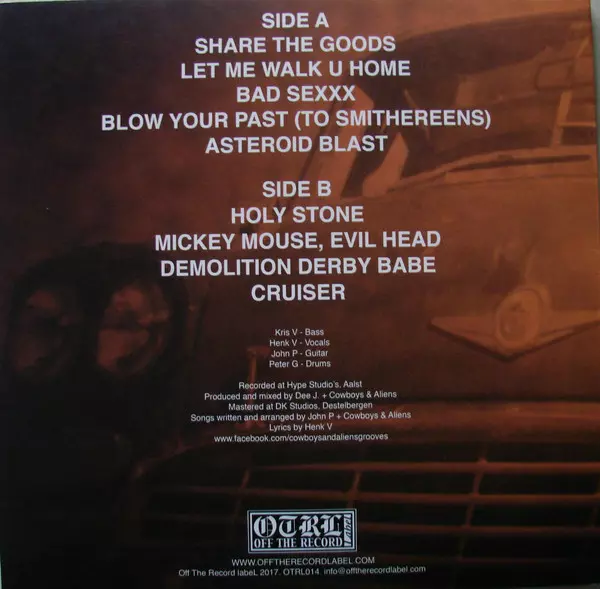 SIDE A
SHARE THE GOODS
LET ME WALK U HOME
BAD SEXXX
BLOW YOUR PAST (TO SMITHEREENS)
ASTEROID BLAST
SIDE B
HOLY STONE
MICKEY MOUSE, EVIL HEAD
DEMOLITION DERBY BABE
CRUISER
Kris V - Bass
Henk V - Vocals
John P - Guitar
Peter G - Drums
Recorded at Hype Studio's, Aalst
Produced and mixed by Dee J. + Cowboys & Aliens
Mastered at DK Studios, Destelbergen
Songs written and arranged by John P + Cowboys & Aliens
Lyrics by Henk V
www.facebook.com/cowboysandaliensgrooves
OTRL
OFF THE RECORD
LABEL
WWW.OFFTHERECORDLABEL.COM
Off The Record labeL 2017. OTRL014. info@offtherecordlabel.com